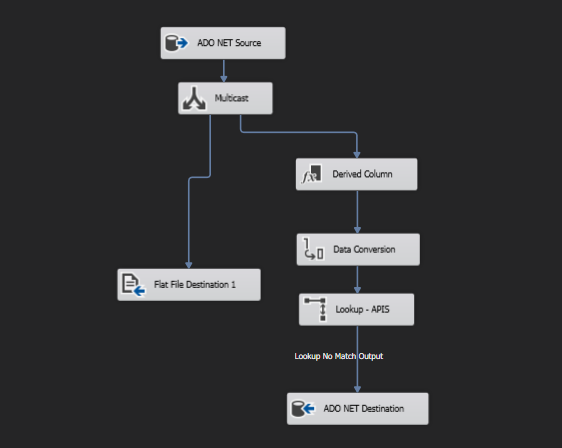 ADO NET Source
Multicast
Derived Column
Data Conversion
Flat File Destination 1
Lookup - APIS
Lookup No Match Output
ADO NET Destination